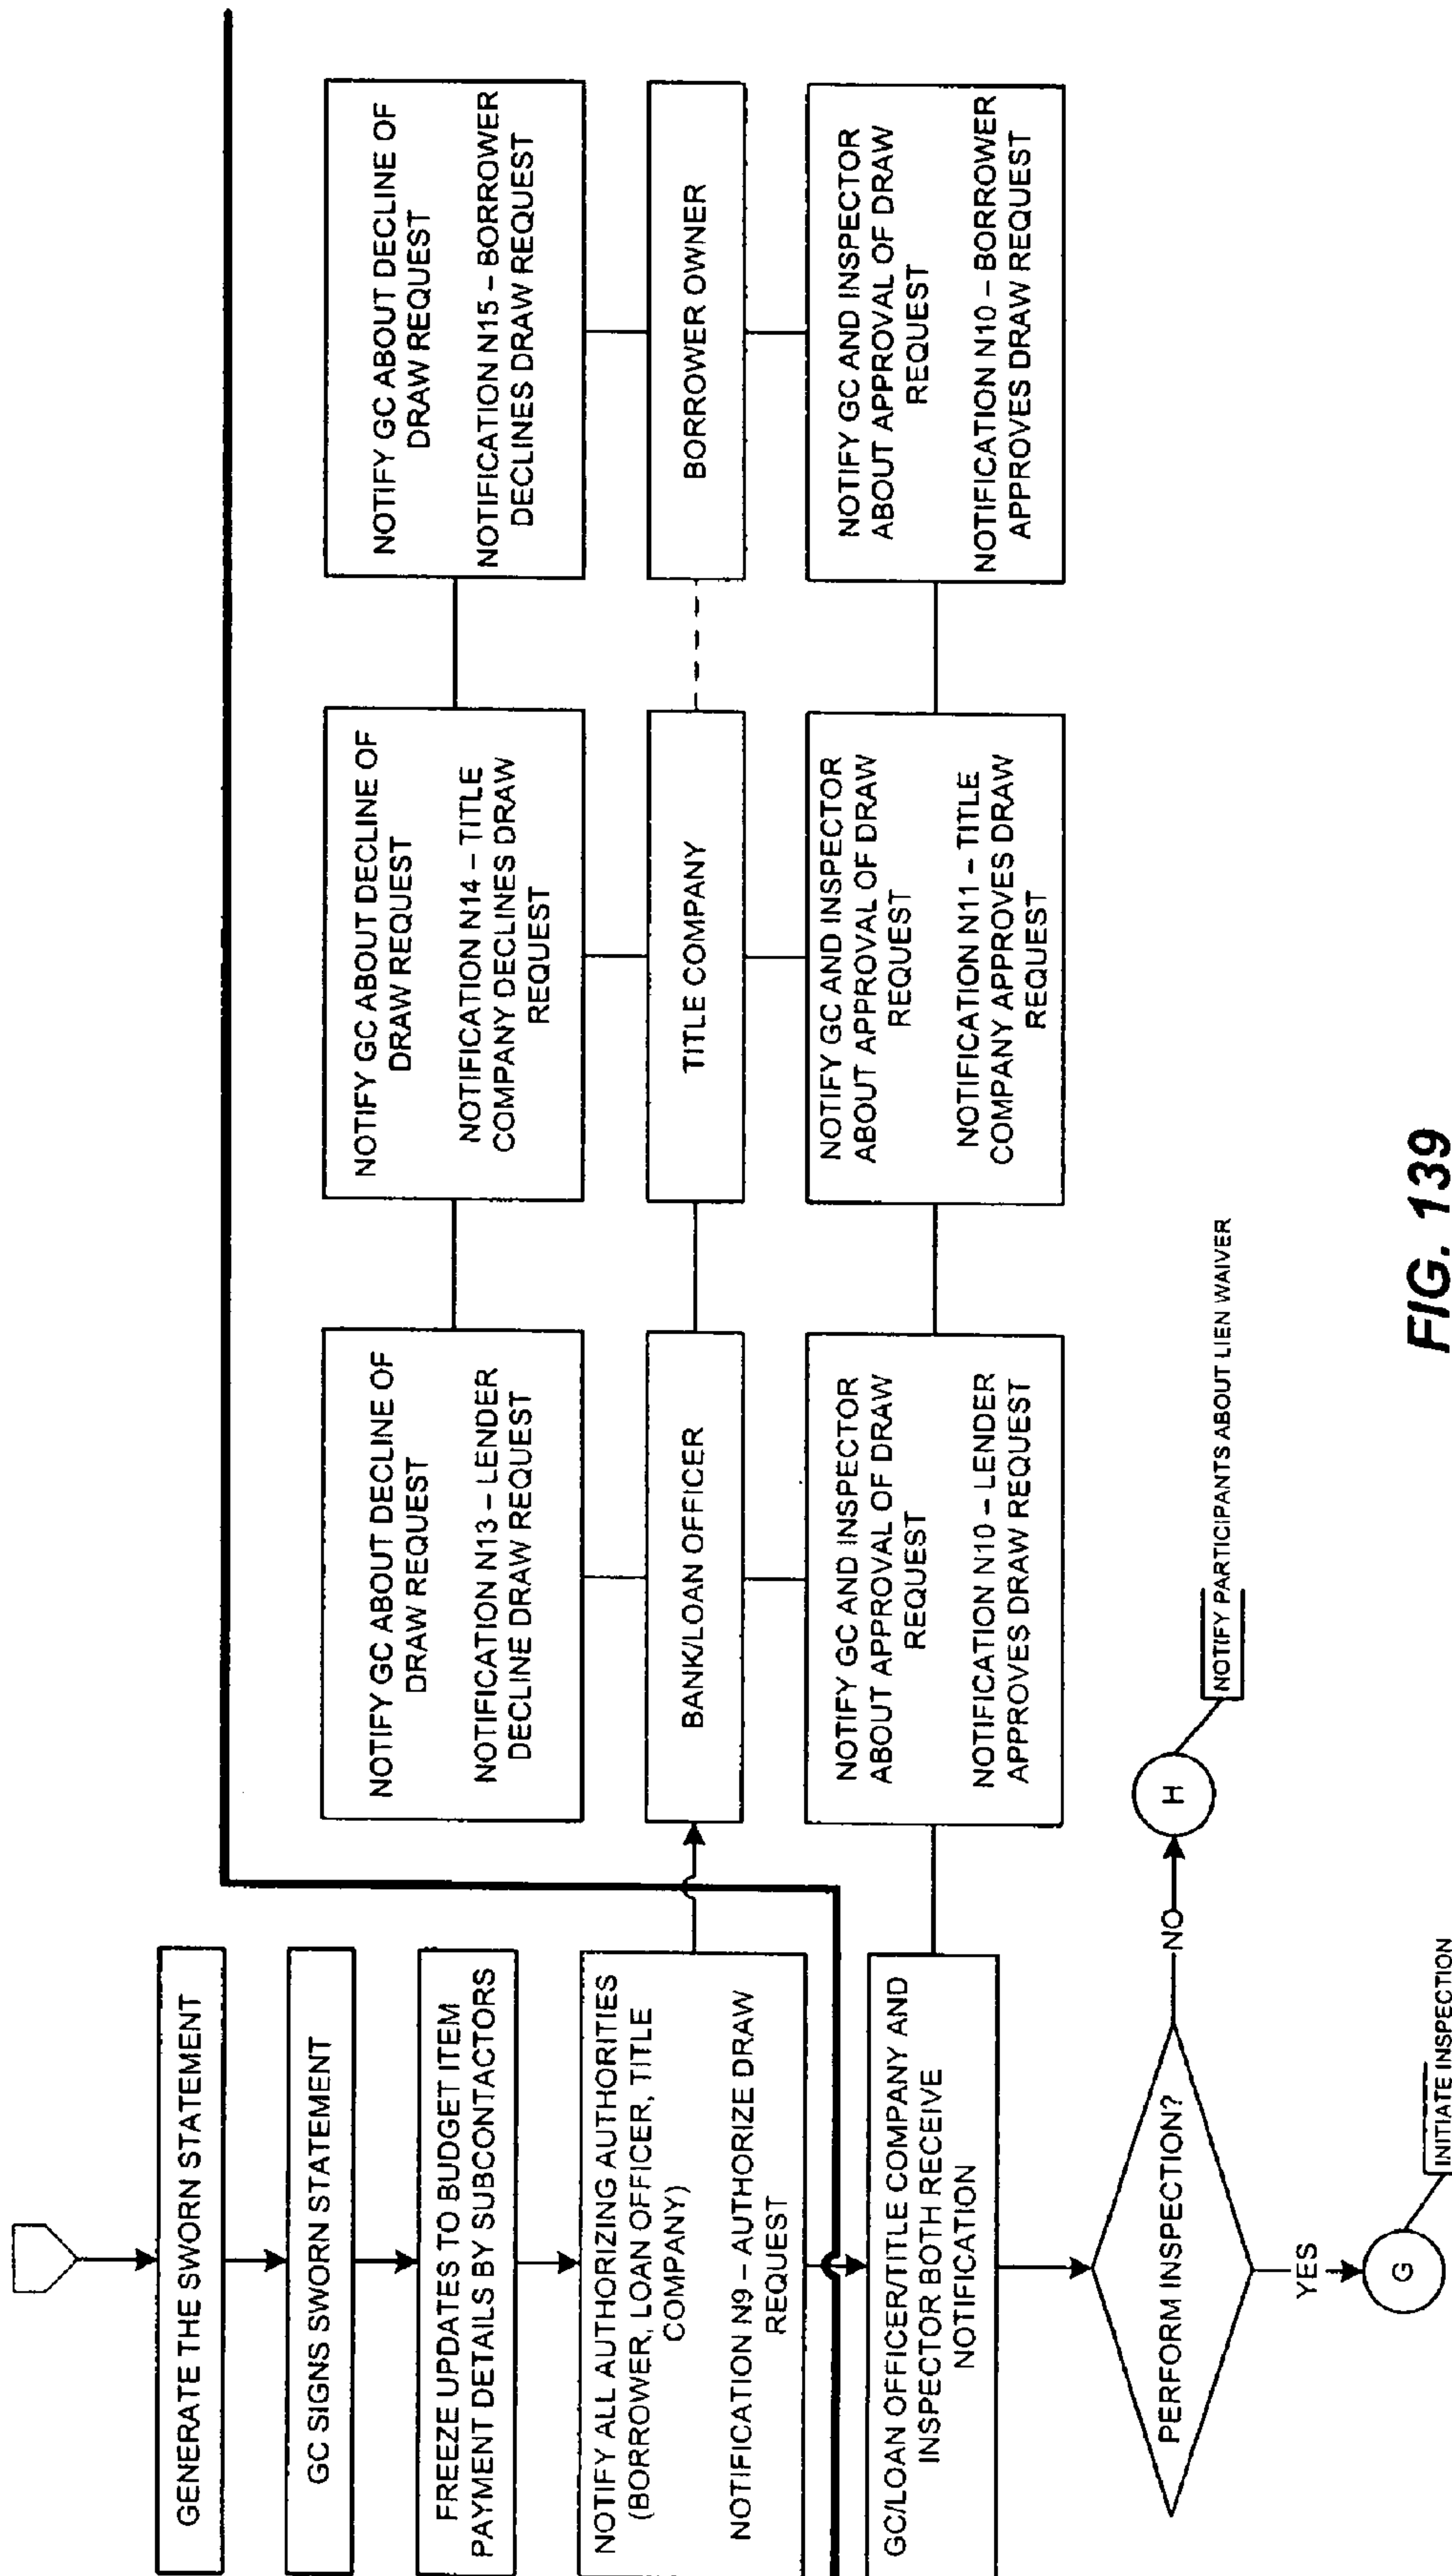 GENERATE THE SWORN STATEMENT
GC SIGNS SWORN STATEMENT
FREEZE UPDATES TO BUDGET ITEM
PAYMENT DETAILS BY SUBCONTACTORS
NOTIFY ALL AUTHORIZING AUTHORITIES
(BORROWER, LOAN OFFICER, TITLE
COMPANY)
NOTIFICATION N9 – AUTHORIZE DRAW
REQUEST
GC/LOAN OFFICER/TITLE COMPANY AND
INSPECTOR BOTH RECEIVE
NOTIFICATION
PERFORM INSPECTION?
YES
G
INITIATE INSPECTION
NO
H
NOTIFY PARTICIPANTS ABOUT LIEN WAIVER
NOTIFY GC ABOUT DECLINE OF
DRAW REQUEST
NOTIFICATION N13 – LENDER
DECLINE DRAW REQUEST
BANK/LOAN OFFICER
NOTIFY GC AND INSPECTOR
ABOUT APPROVAL OF DRAW
REQUEST
NOTIFICATION N10 – LENDER
APPROVES DRAW REQUEST
NOTIFY GC ABOUT DECLINE OF
DRAW REQUEST
NOTIFICATION N14 – TITLE
COMPANY DECLINES DRAW
REQUEST
TITLE COMPANY
NOTIFY GC AND INSPECTOR
ABOUT APPROVAL OF DRAW
REQUEST
NOTIFICATION N11 – TITLE
COMPANY APPROVES DRAW
REQUEST
NOTIFY GC ABOUT DECLINE OF
DRAW REQUEST
NOTIFICATION N15 – BORROWER
DECLINES DRAW REQUEST
BORROWER OWNER
NOTIFY GC AND INSPECTOR
ABOUT APPROVAL OF DRAW
REQUEST
NOTIFICATION N10 – BORROWER
APPROVES DRAW REQUEST
FIG. 139